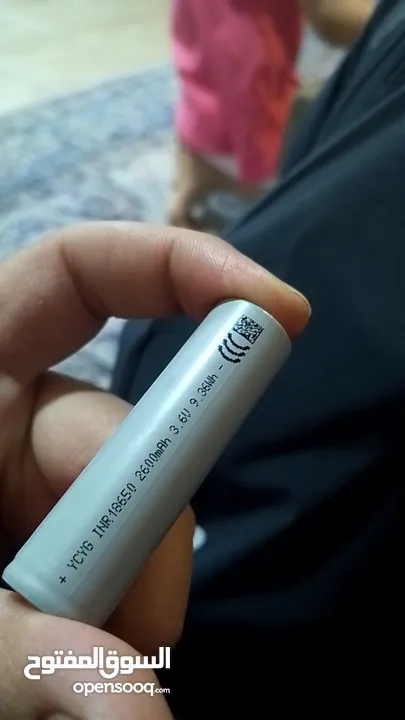 + YCYG INR18650 2600mAh 3.6V 9.36Wh -
السوق المفتوح
opensooq.com